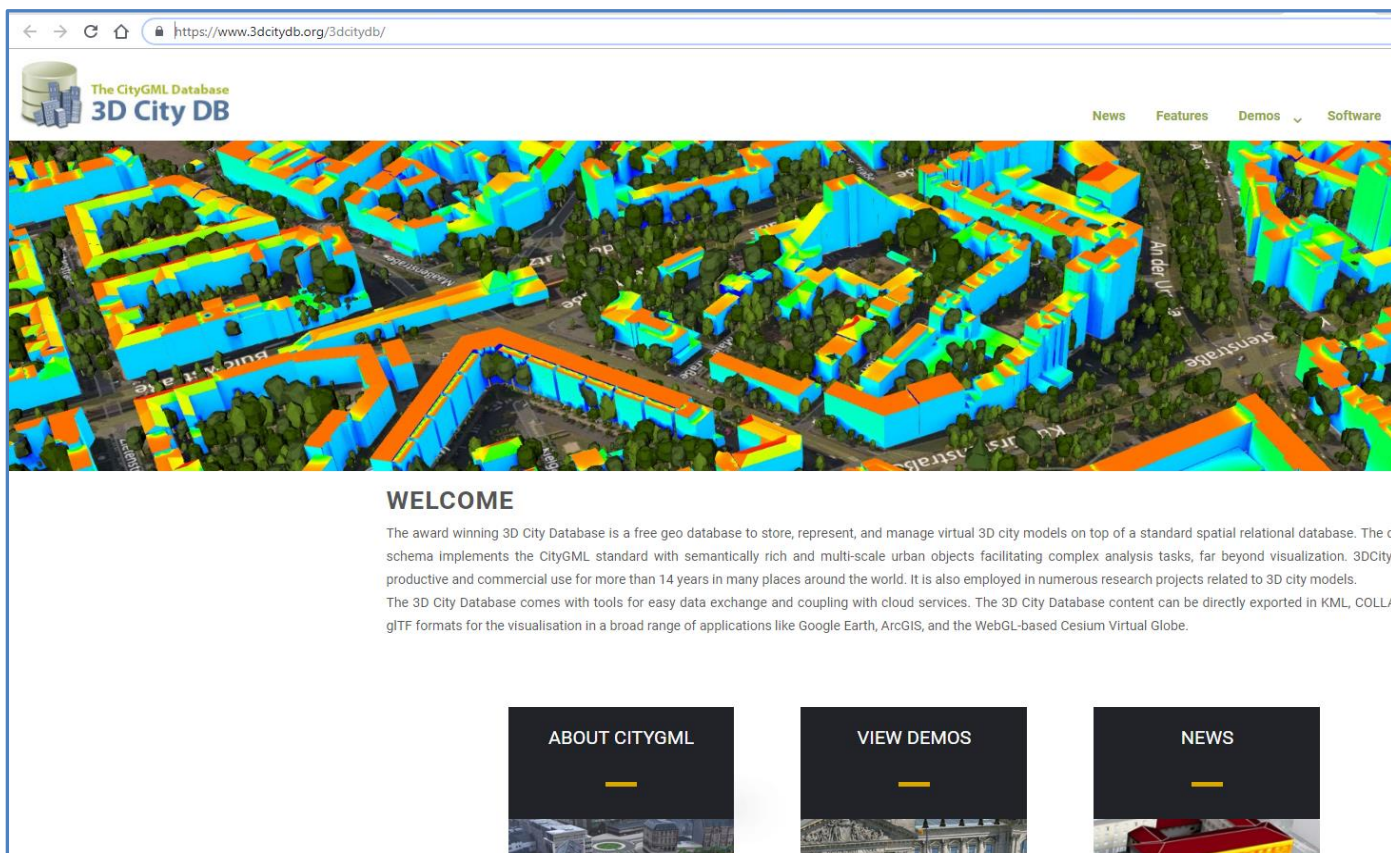 https://www.3dcitydb.org/3dcitydb/
The CityGML Database
3D City DB
News Features Demos Software
An der Ur
WELCOME
The award winning 3D City Database is a free geo database to store, represent, and manage virtual 3D city models on top of a standard spatial relational database. The
schema implements the CityGML standard with semantically rich and multi-scale urban objects facilitating complex analysis tasks, far beyond visualization. 3DCity
productive and commercial use for more than 14 years in many places around the world. It is also employed in numerous research projects related to 3D city models.
The 3D City Database comes with tools for easy data exchange and coupling with cloud services. The 3D City Database content can be directly exported in KML, COLLA
glTF formats for the visualisation in a broad range of applications like Google Earth, ArcGIS, and the WebGL-based Cesium Virtual Globe.
ABOUT CITYGML VIEW DEMOS NEWS